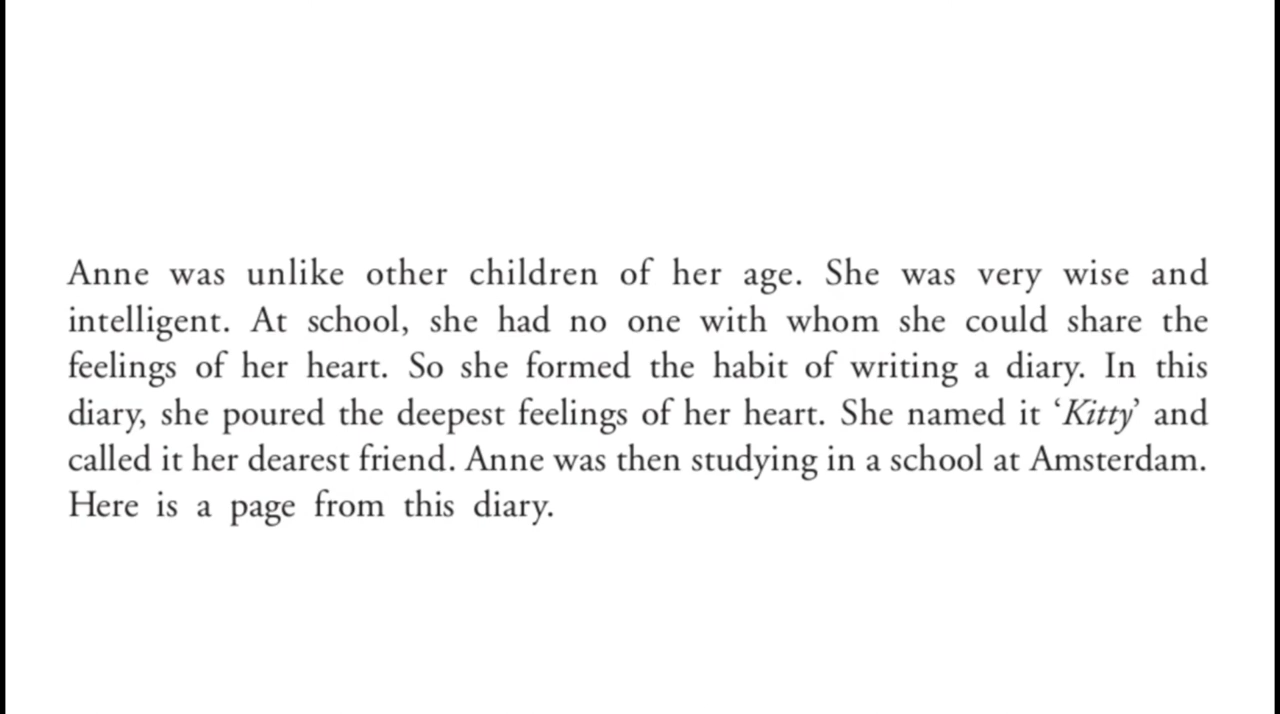 Anne was unlike other children of her age. She was very wise and
intelligent. At school, she had no one with whom she could share the
feelings of her heart. So she formed the habit of writing a diary. In this
diary, she poured the deepest feelings of her heart. She named it ‘Kitty’ and
called it her dearest friend. Anne was then studying in a school at Amsterdam.
Here is a page from this diary.